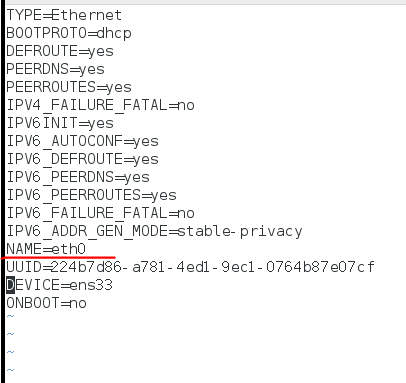 TYPE=Ethernet
BOOTPROTO=dhcp
DEFROUTE=yes
PEERDNS=yes
PEERROUTES=yes
IPV4_FAILURE_FATAL=no
IPV6INIT=yes
IPV6_AUTOCONF=yes
IPV6_DEFROUTE=yes
IPV6_PEERDNS=yes
IPV6_PEERROUTES=yes
IPV6_FAILURE_FATAL=no
IPV6_ADDR_GEN_MODE=stable-privacy
NAME=eth0
UUID=224b7d86-a781-4ed1-9ec1-0764b87e07cf
DEVICE=ens33
ONBOOT=no
~
~
~
~